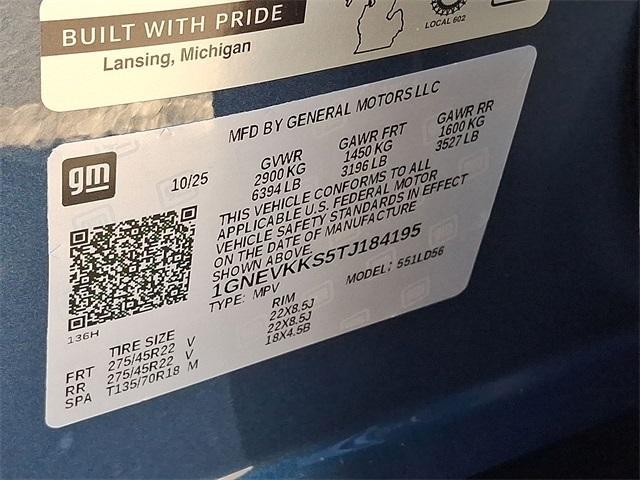 BUILT WITH PRIDE
Lansing, Michigan
LOCAL 602
MFD BY GENERAL MOTORS LLC
gm
10/25
GVWR GAWR FRT GAWR RR
2900 KG 1450 KG 1600 KG
6394 LB 3196 LB 3527 LB
THIS VEHICLE CONFORMS TO ALL
APPLICABLE U.S. FEDERAL MOTOR
VEHICLE SAFETY STANDARDS IN EFFECT
ON THE DATE OF MANUFACTURE
SHOWN ABOVE.
1GNEVKKS5TJ184195
TYPE: MPV MODEL: 551LD56
136H
TIRE SIZE RIM
FRT 275/45R22 V 22X8.5J
RR 275/45R22 V 22X8.5J
SPA T135/70R18 M 18X4.5B